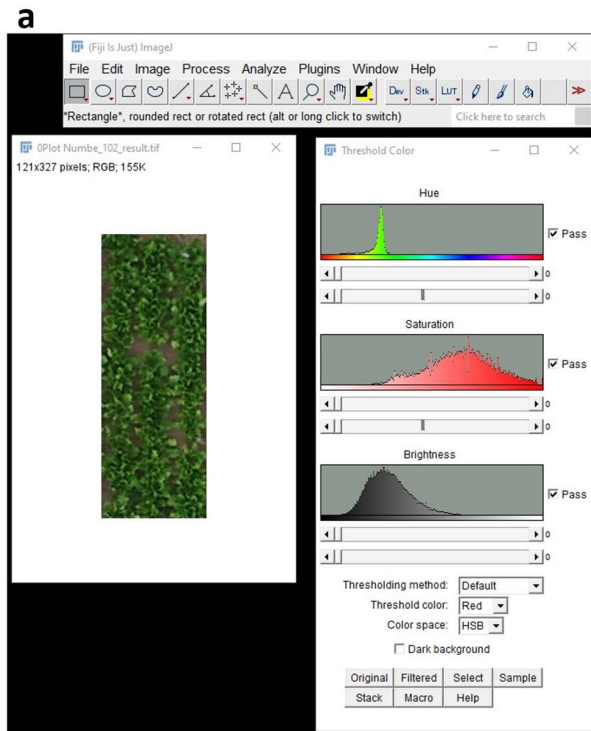 a
(Fiji Is Just) ImageJ
File Edit Image Process Analyze Plugins Window Help
A Dev Stk LUT >>
*Rectangle*, rounded rect or rotated rect (alt or long click to switch) Click here to search
0Plot Numbe_102_result.tif
121x327 pixels; RGB; 155K
Threshold Color
Hue
Pass
0
0
Saturation
Pass
0
0
Brightness
Pass
0
0
Thresholding method: Default
Threshold color: Red
Color space: HSB
Dark background
Original Filtered Select Sample
Stack Macro Help